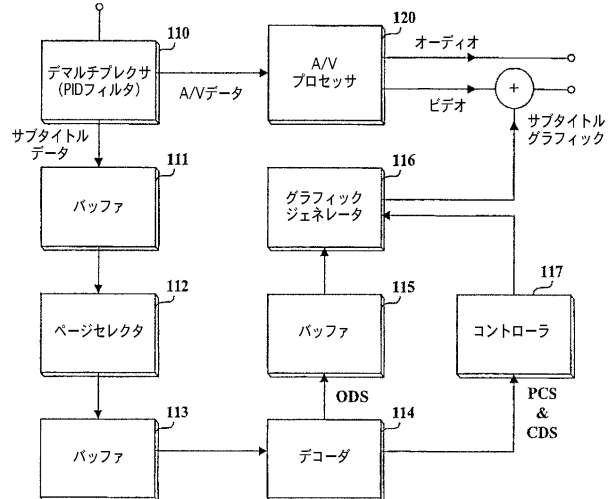 110
デマルチプレクサ
(PIDフィルタ)
A/Vデータ
120
A/V
プロセッサ
オーディオ
ビデオ
+
サブタイトル
グラフィック
サブタイトル
データ
111
バッファ
116
グラフィック
ジェネレータ
112
ページセレクタ
115
バッファ
117
コントローラ
113
バッファ
ODS
114
デコーダ
PCS
&
CDS